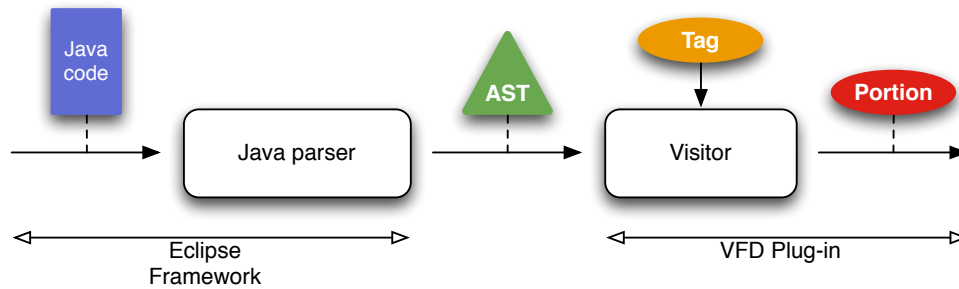 Java
code
Java parser
AST
Tag
Visitor
Portion
Eclipse
Framework
VFD Plug-in